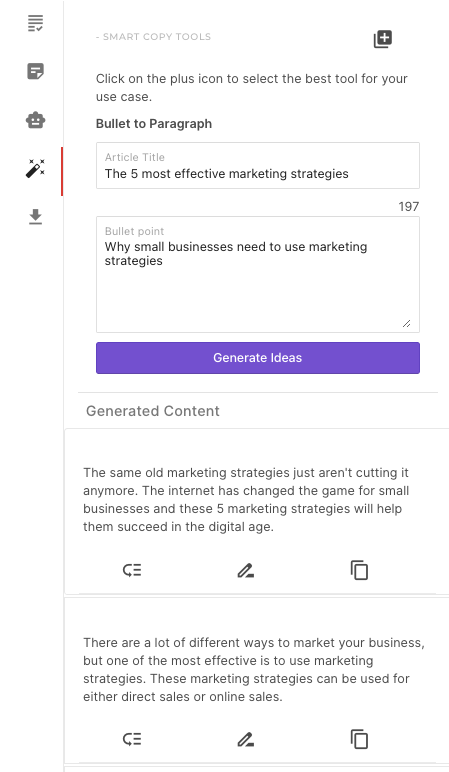 - SMART COPY TOOLS
Click on the plus icon to select the best tool for your
use case.
Bullet to Paragraph
Article Title
The 5 most effective marketing strategies
197
Bullet point
Why small businesses need to use marketing
strategies
Generate Ideas
Generated Content
The same old marketing strategies just aren't cutting it
anymore. The internet has changed the game for small
businesses and these 5 marketing strategies will help
them succeed in the digital age.
There are a lot of different ways to market your business,
but one of the most effective is to use marketing
strategies. These marketing strategies can be used for
either direct sales or online sales.